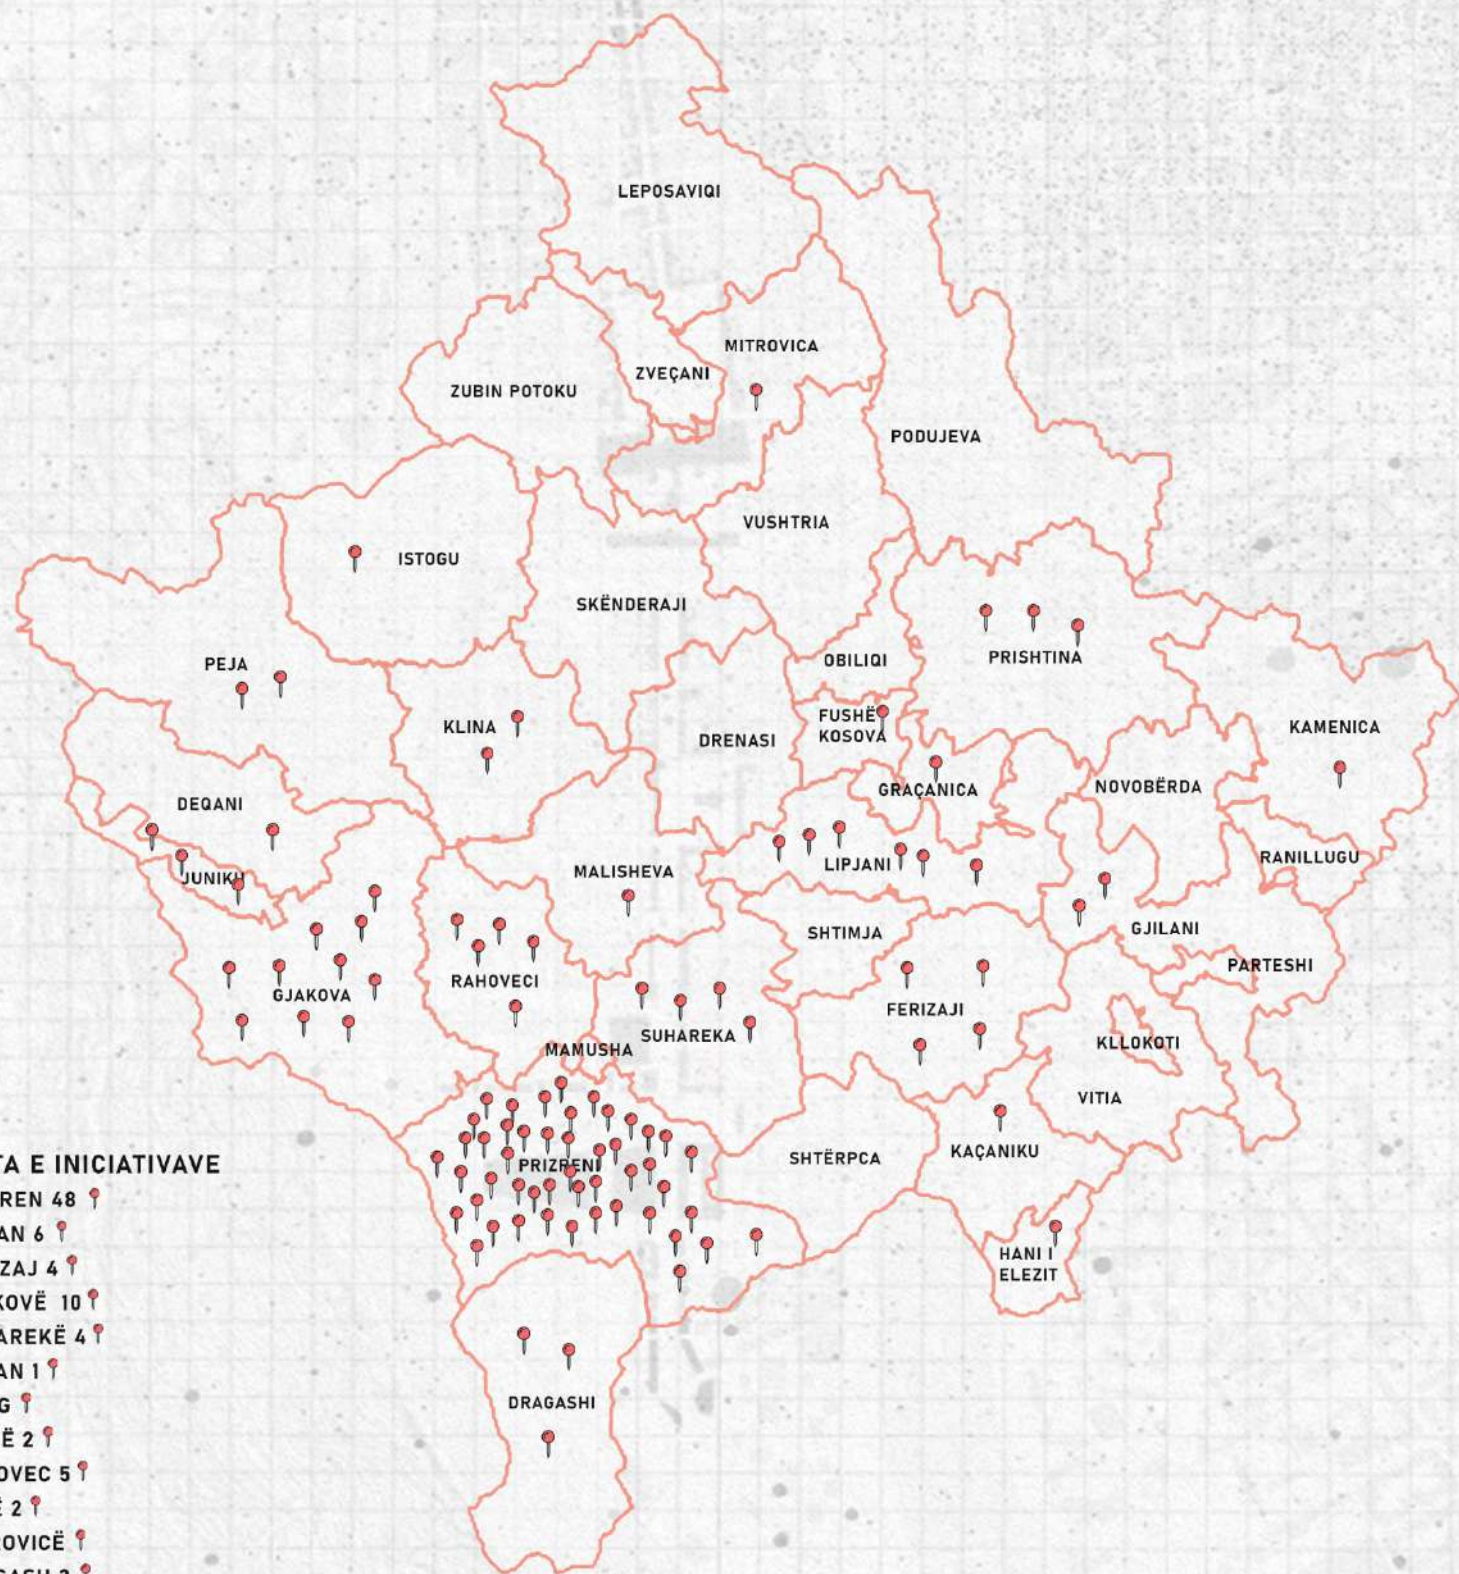 LEPOSAVIQI
MITROVICA
ZVEÇANI
ZUBIN POTOKU
PODUJEVA
VUSHTRIA
ISTOGU
SKËNDERAJI
PEJA
OBILIQI
PRISHTINA
KLINA
FUSHË
KOSOVA
DRENASI
KAMENICA
GRAÇANICA
NOVOBËRDA
DEQANI
RANILLUGU
LIPJANI
MALISHEVA
JUNIKU
GJILANI
SHTIMJA
PARTESHI
RAHOVECI
GJAKOVA
FERIZAJI
SUHAREKA
KLLOKOTI
MAMUSHA
VITIA
KAÇANIKU
SHTËRPCA
PRIZRENI
HANI I
ELEZIT
DRAGASHI
TA E INICIATIVAVE
REN 48
AN 6
ZAJ 4
KOVË 10
AREKË 4
AN 1
G
Ë 2
OVEC 5
Ë 2
ROVICË